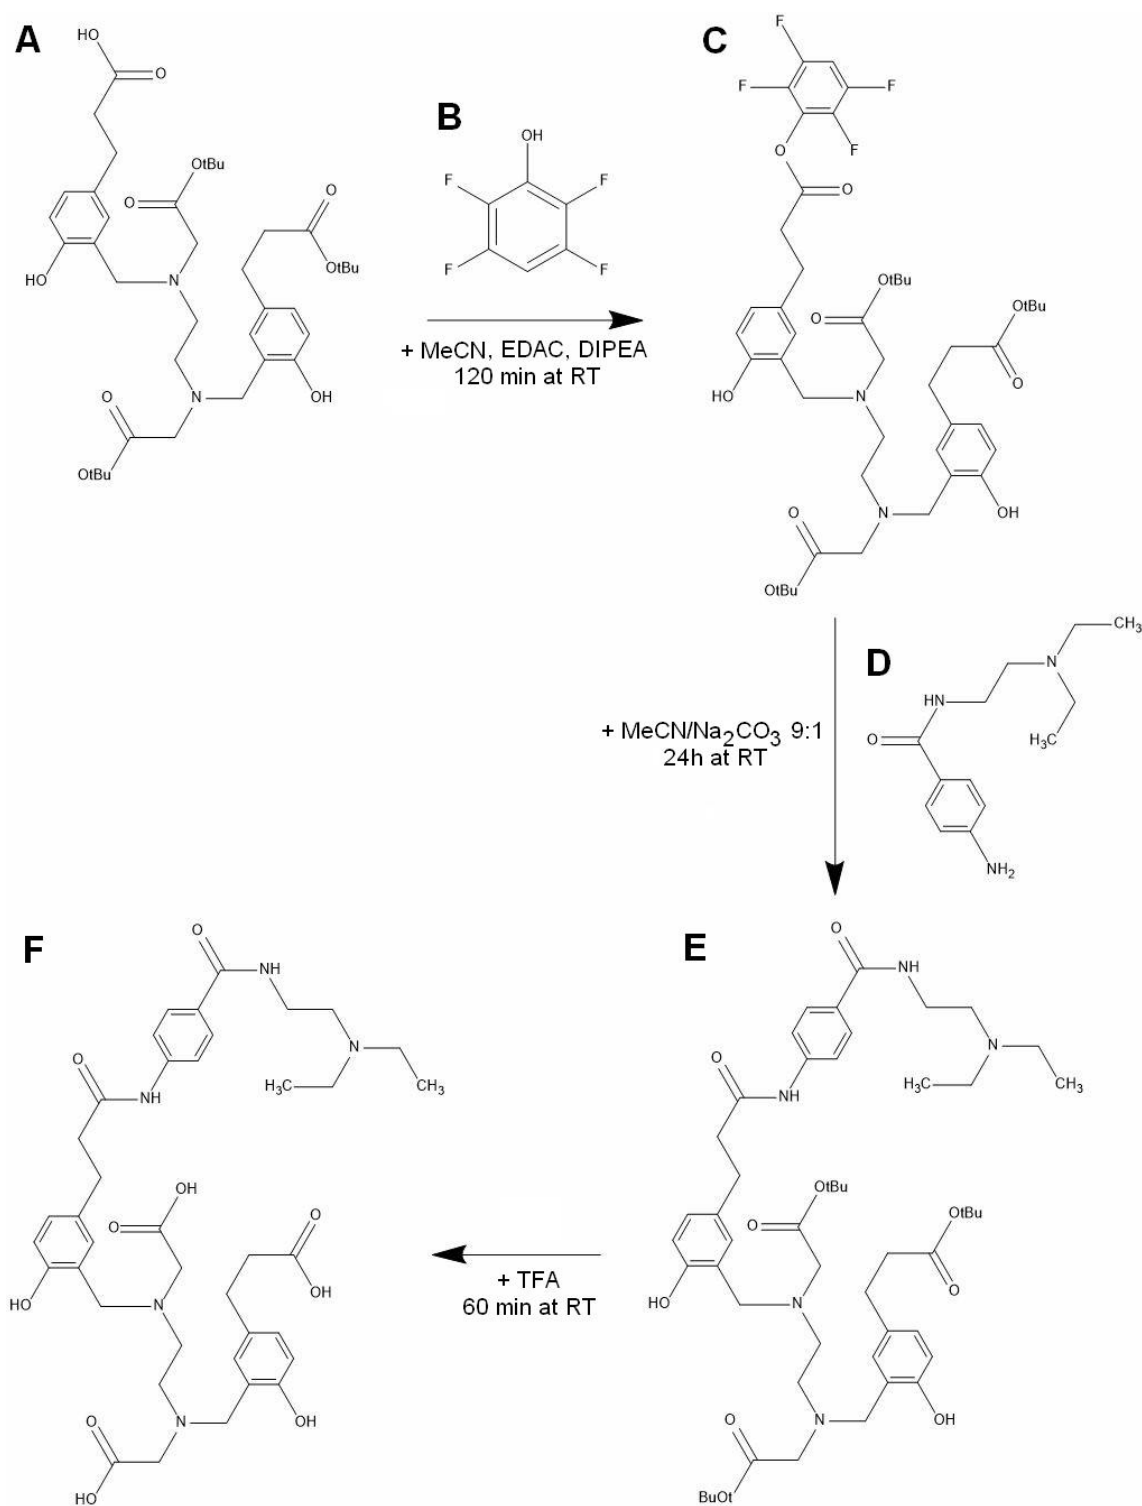 A
HO
O
OtBu
O
O
OtBu
HO
N
N
OH
O
OtBu
B
OH
F
F
F
F
+ MeCN, EDAC, DIPEA
120 min at RT
C
F
F
F
F
O
O
OtBu
O
OtBu
O
HO
N
N
OH
O
OtBu
+ MeCN/Na2CO3 9:1
24h at RT
D
CH3
N
HN
H3C
O
NH2
E
O
NH
N
H3C
CH3
O
NH
OtBu
O
OtBu
O
HO
N
N
OH
O
BuOt
+ TFA
60 min at RT
F
O
NH
N
H3C
CH3
O
NH
OH
O
O
OH
HO
N
N
OH
O
HO